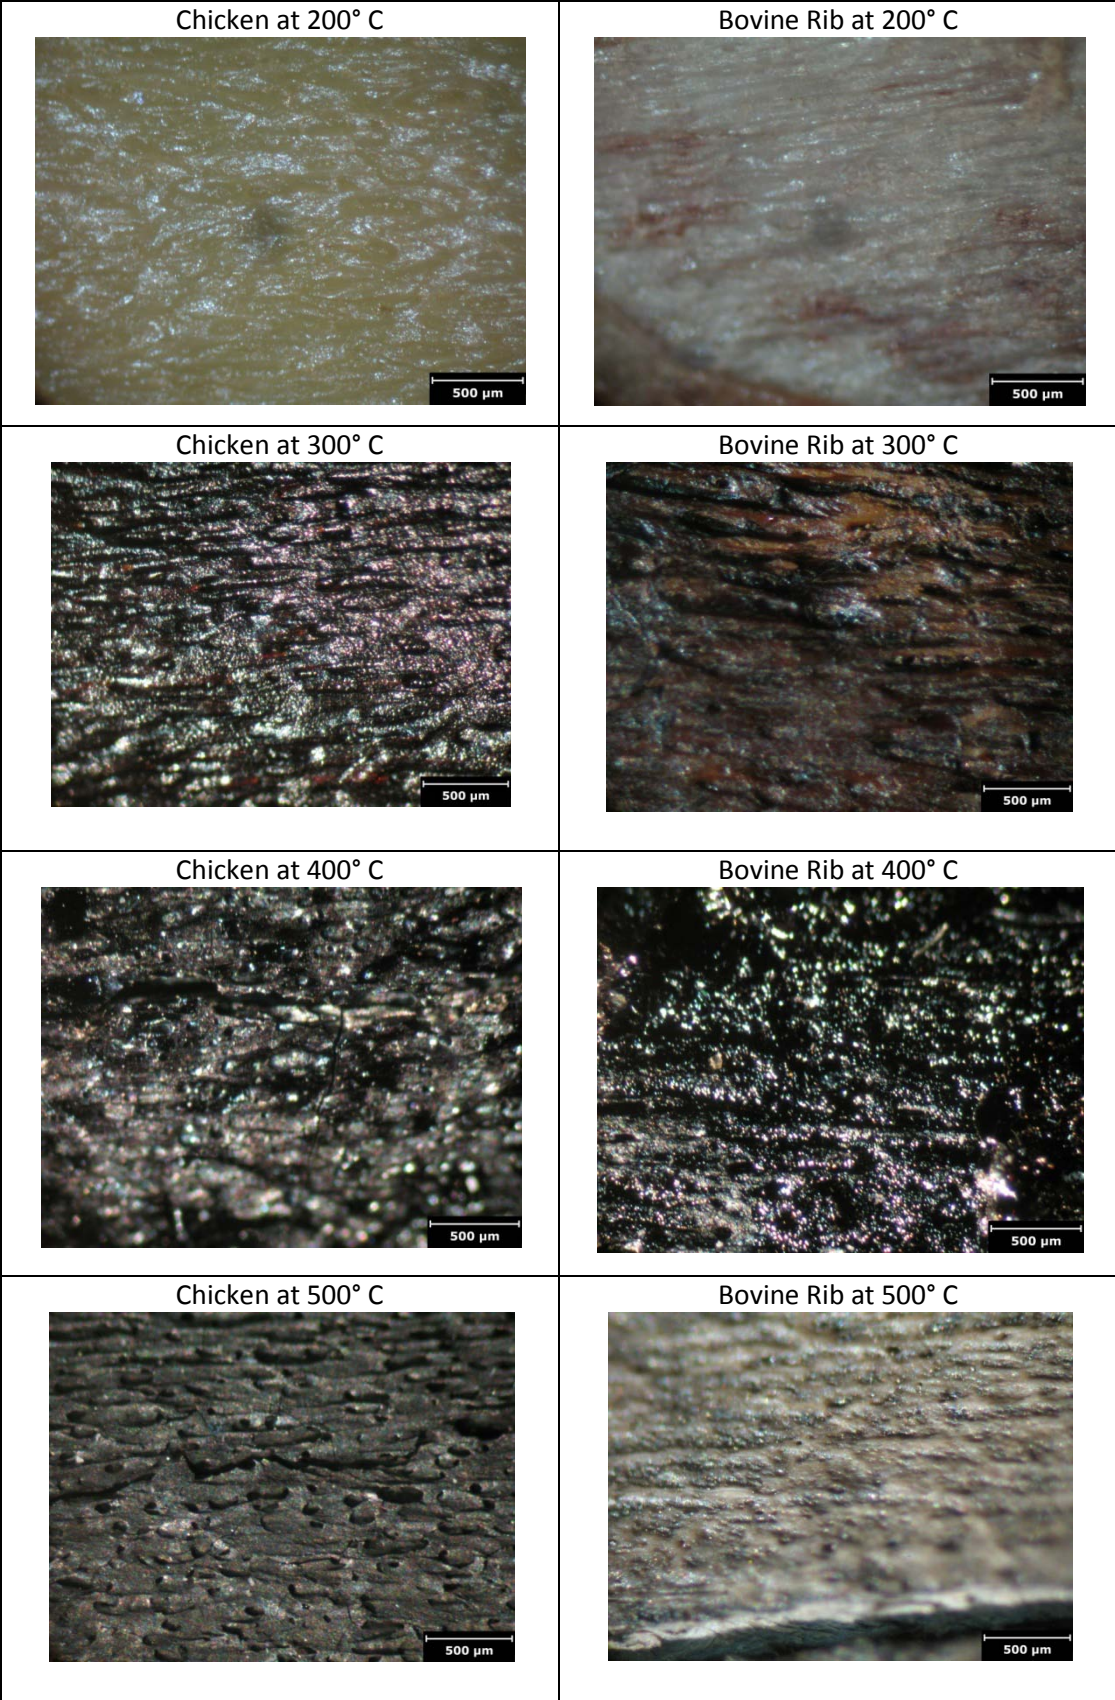 Chicken at 200° C
Bovine Rib at 200° C
500 µm
500 µm
Chicken at 300° C
Bovine Rib at 300° C
500 µm
500 µm
Chicken at 400° C
Bovine Rib at 400° C
500 µm
500 µm
Chicken at 500° C
Bovine Rib at 500° C
500 µm
500 µm